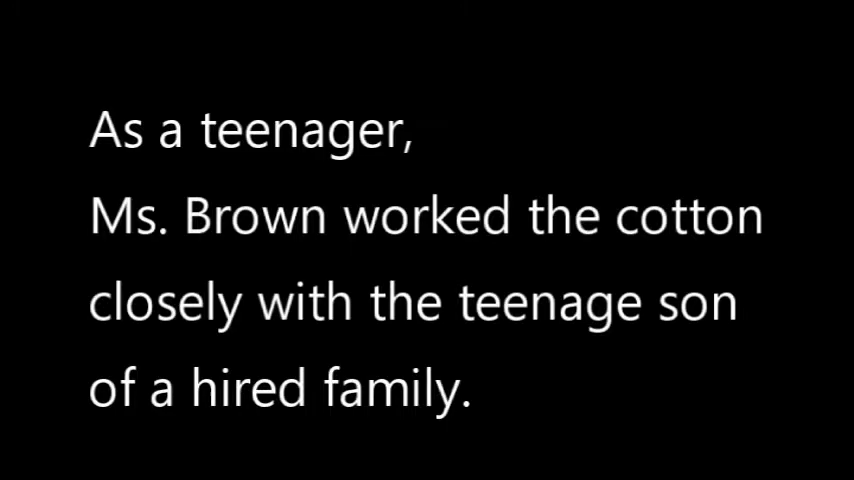 As a teenager,
Ms. Brown worked the cotton
closely with the teenage son
of a hired family.